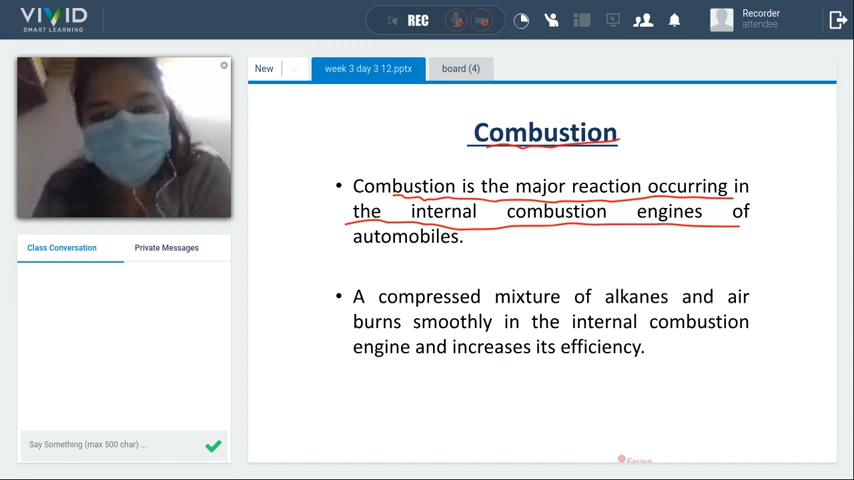 VIVID
SMART LEARNING
REC
Recorder
attendee
New
week 3 day 3 12.pptx
board (4)
Combustion
• Combustion is the major reaction occurring in
the internal combustion engines of
automobiles.
• A compressed mixture of alkanes and air
burns smoothly in the internal combustion
engine and increases its efficiency.
Class Conversation
Private Messages
Say Something (max 500 char) ...